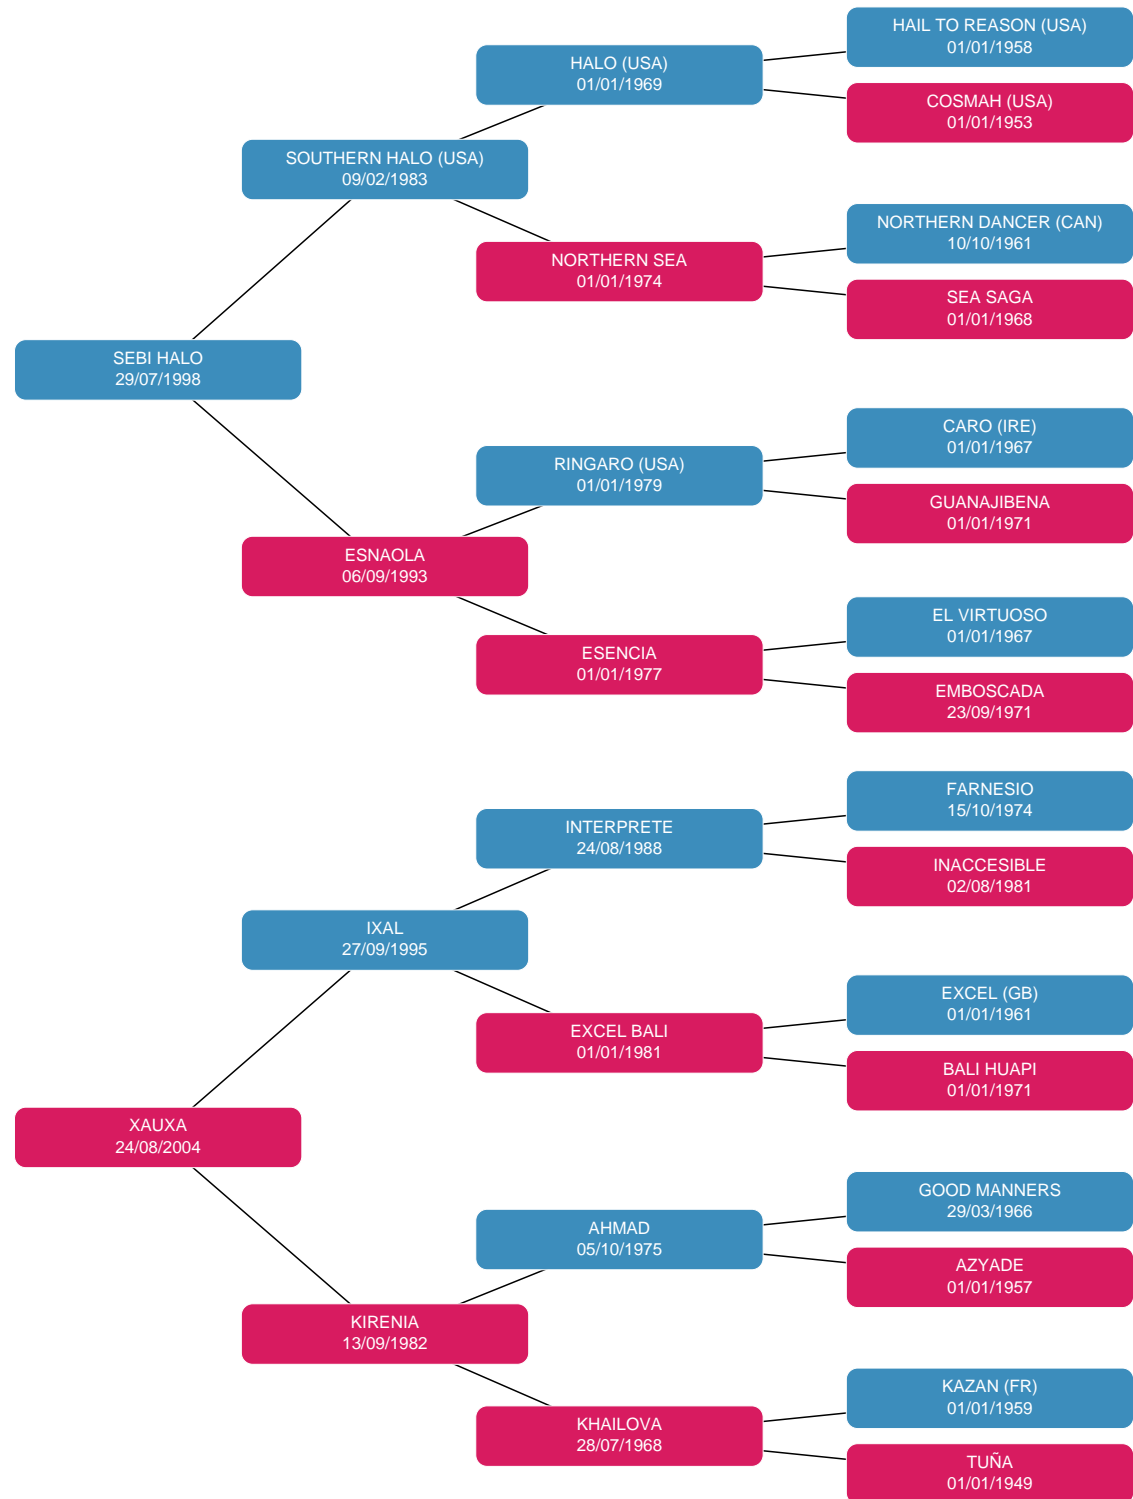 HAIL TO REASON (USA)
01/01/1958
HALO (USA)
01/01/1969
COSMAH (USA)
01/01/1953
SOUTHERN HALO (USA)
09/02/1983
NORTHERN DANCER (CAN)
10/10/1961
NORTHERN SEA
01/01/1974
SEA SAGA
01/01/1968
SEBI HALO
29/07/1998
CARO (IRE)
01/01/1967
RINGARO (USA)
01/01/1979
GUANAJIBENA
01/01/1971
ESNAOLA
06/09/1993
EL VIRTUOSO
01/01/1967
ESENCIA
01/01/1977
EMBOSCADA
23/09/1971
FARNESIO
15/10/1974
INTERPRETE
24/08/1988
INACCESIBLE
02/08/1981
IXAL
27/09/1995
EXCEL (GB)
01/01/1961
EXCEL BALI
01/01/1981
BALI HUAPI
01/01/1971
XAUXA
24/08/2004
GOOD MANNERS
29/03/1966
AHMAD
05/10/1975
AZYADE
01/01/1957
KIRENIA
13/09/1982
KAZAN (FR)
01/01/1959
KHAILOVA
28/07/1968
TUÑA
01/01/1949